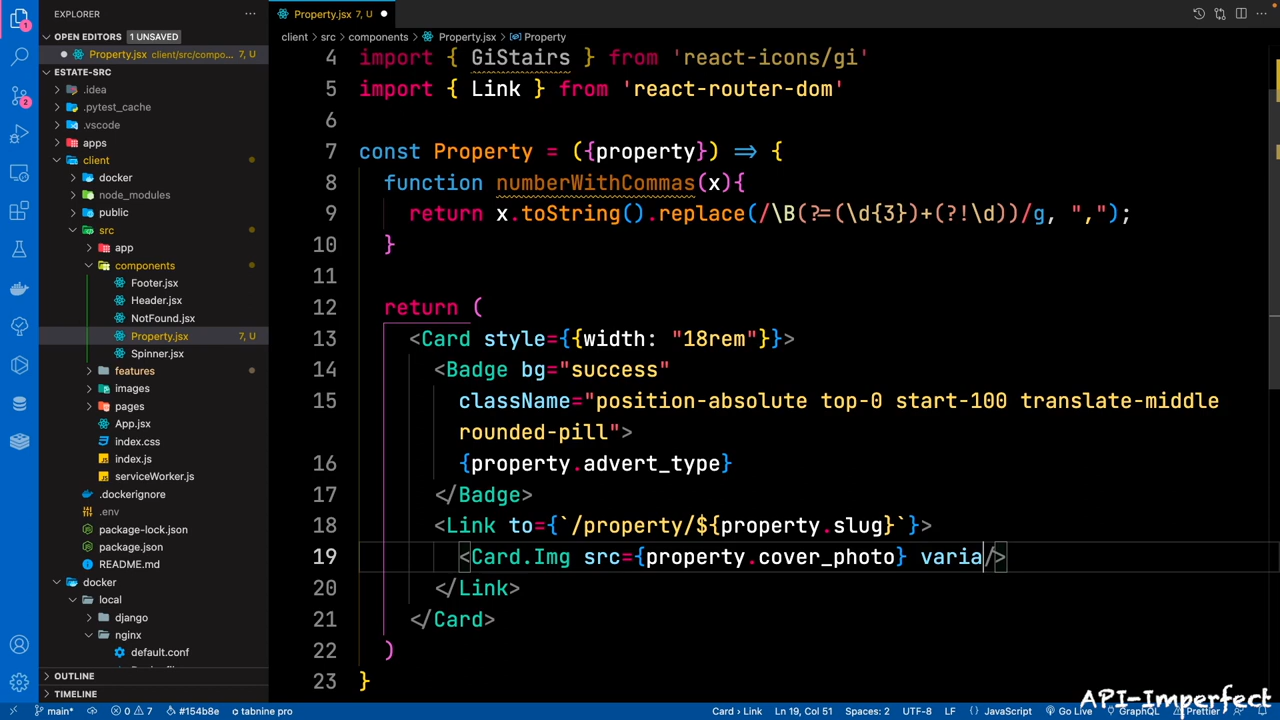 EXPLORER
OPEN EDITORS 1 UNSAVED
Property.jsx client/src/compo... 7, U
ESTATE-SRC
.idea
.pytest_cache
.vscode
apps
client
docker
node_modules
public
src
app
components
Footer.jsx
Header.jsx
NotFound.jsx
Property.jsx 7, U
Spinner.jsx
features
images
pages
App.jsx
index.css
index.js
serviceWorker.js
.dockerignore
.env
package-lock.json
package.json
README.md
docker
local
django
nginx
default.conf
OUTLINE
TIMELINE
Property.jsx 7, U
client > src > components > Property.jsx > Property
4 import { GiStairs } from 'react-icons/gi'
5 import { Link } from 'react-router-dom'
6
7 const Property = ({property}) => {
8 function numberWithCommas(x){
9 return x.toString().replace(/\B(?=(\d{3})+(?!\d))/g, ",");
10 }
11
12 return (
13 <Card style={{width: "18rem"}}>
14 <Badge bg="success"
15 className="position-absolute top-0 start-100 translate-middle
rounded-pill">
16 {property.advert_type}
17 </Badge>
18 <Link to={`/property/${property.slug}`}>
19 <Card.Img src={property.cover_photo} varia/>
20 </Link>
21 </Card>
22 )
23 }
API-Imperfect
main* 0 7 #154b8e tabnine pro Card > Link Ln 19, Col 51 Spaces: 2 UTF-8 LF {} JavaScript Go Live GraphQL Prettier